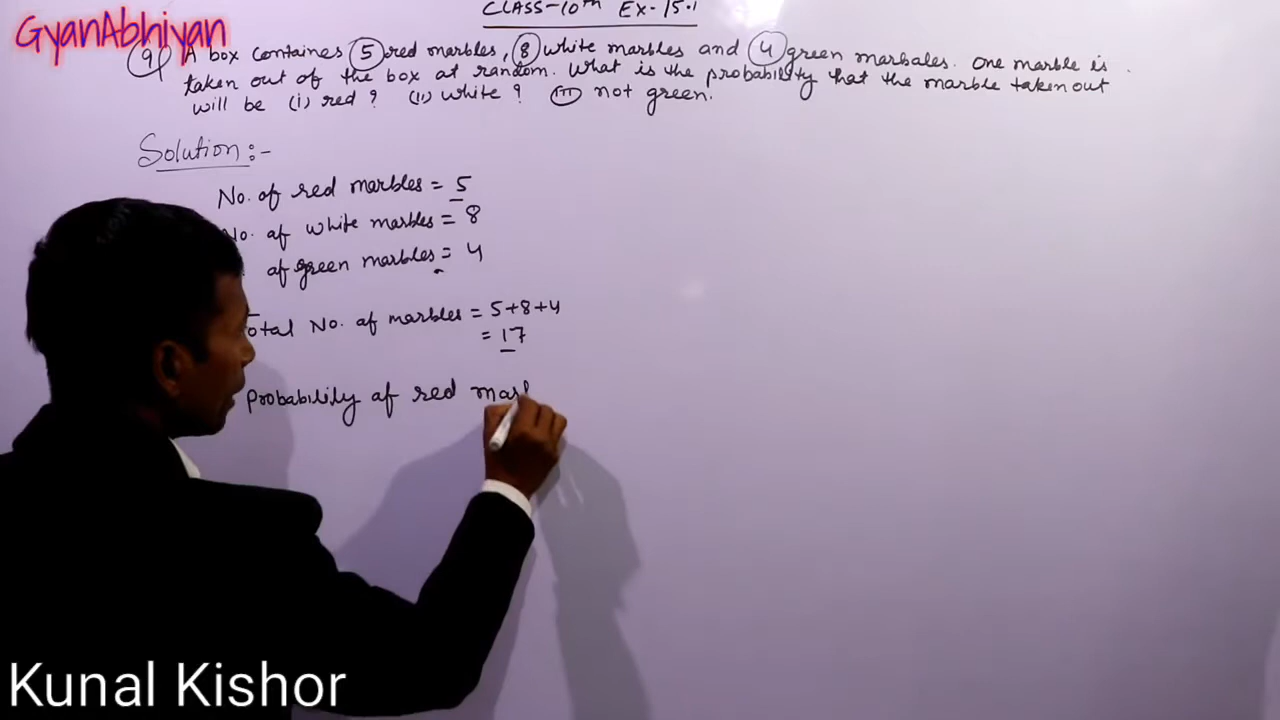 CLASS-10th Ex-15.1
GyanAbhiyan
9) A box containes 5 red marbles, 8 white marbles and 4 green marbales. One marble is
taken out of the box at random. What is the probability that the marble taken out
will be (i) red ? (ii) white ? (iii) not green.
Solution :-
No. of red marbles = 5
No. of white marbles = 8
of green marbles = 4
Total No. of marbles = 5+8+4
= 17
Probability of red mar
Kunal Kishor